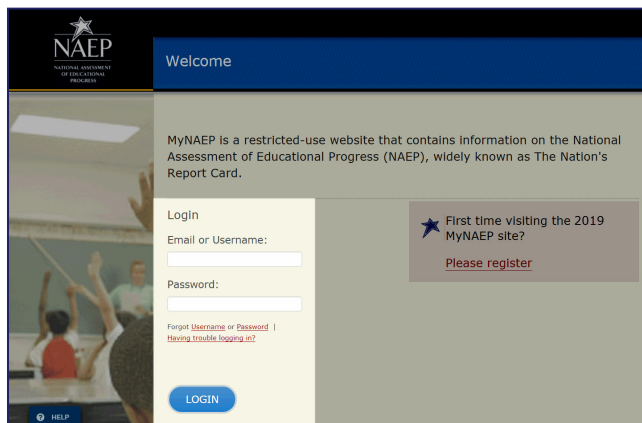 NAEP
NATIONAL ASSESSMENT
OF EDUCATIONAL
PROGRESS
Welcome
MyNAEP is a restricted-use website that contains information on the National
Assessment of Educational Progress (NAEP), widely known as The Nation's
Report Card.
Login
Email or Username:
Password:
Forgot Username or Password |
Having trouble logging in?
LOGIN
First time visiting the 2019
MyNAEP site?
Please register
? HELP